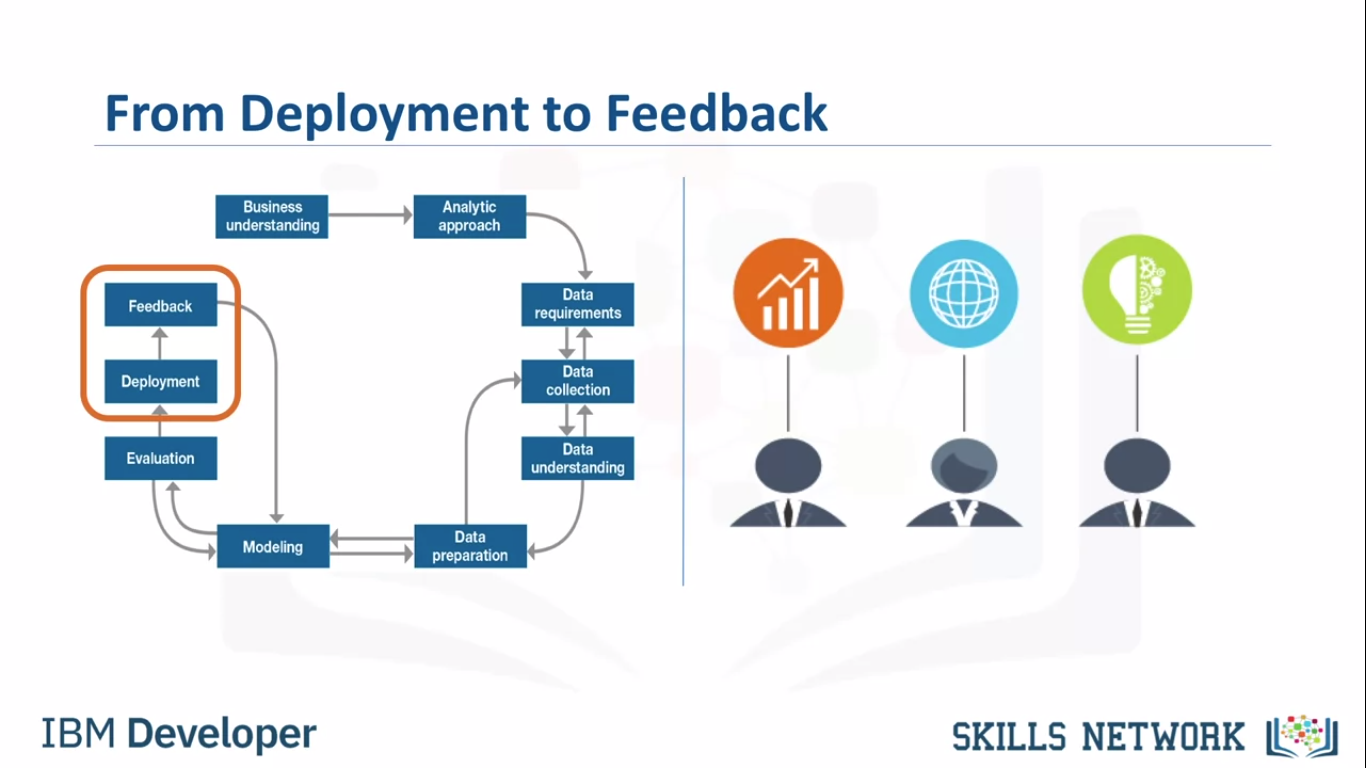 From Deployment to Feedback
Business
understanding
Analytic
approach
Feedback
Data
requirements
Deployment
Data
collection
Evaluation
Data
understanding
Modeling
Data
preparation
IBM Developer
SKILLS NETWORK